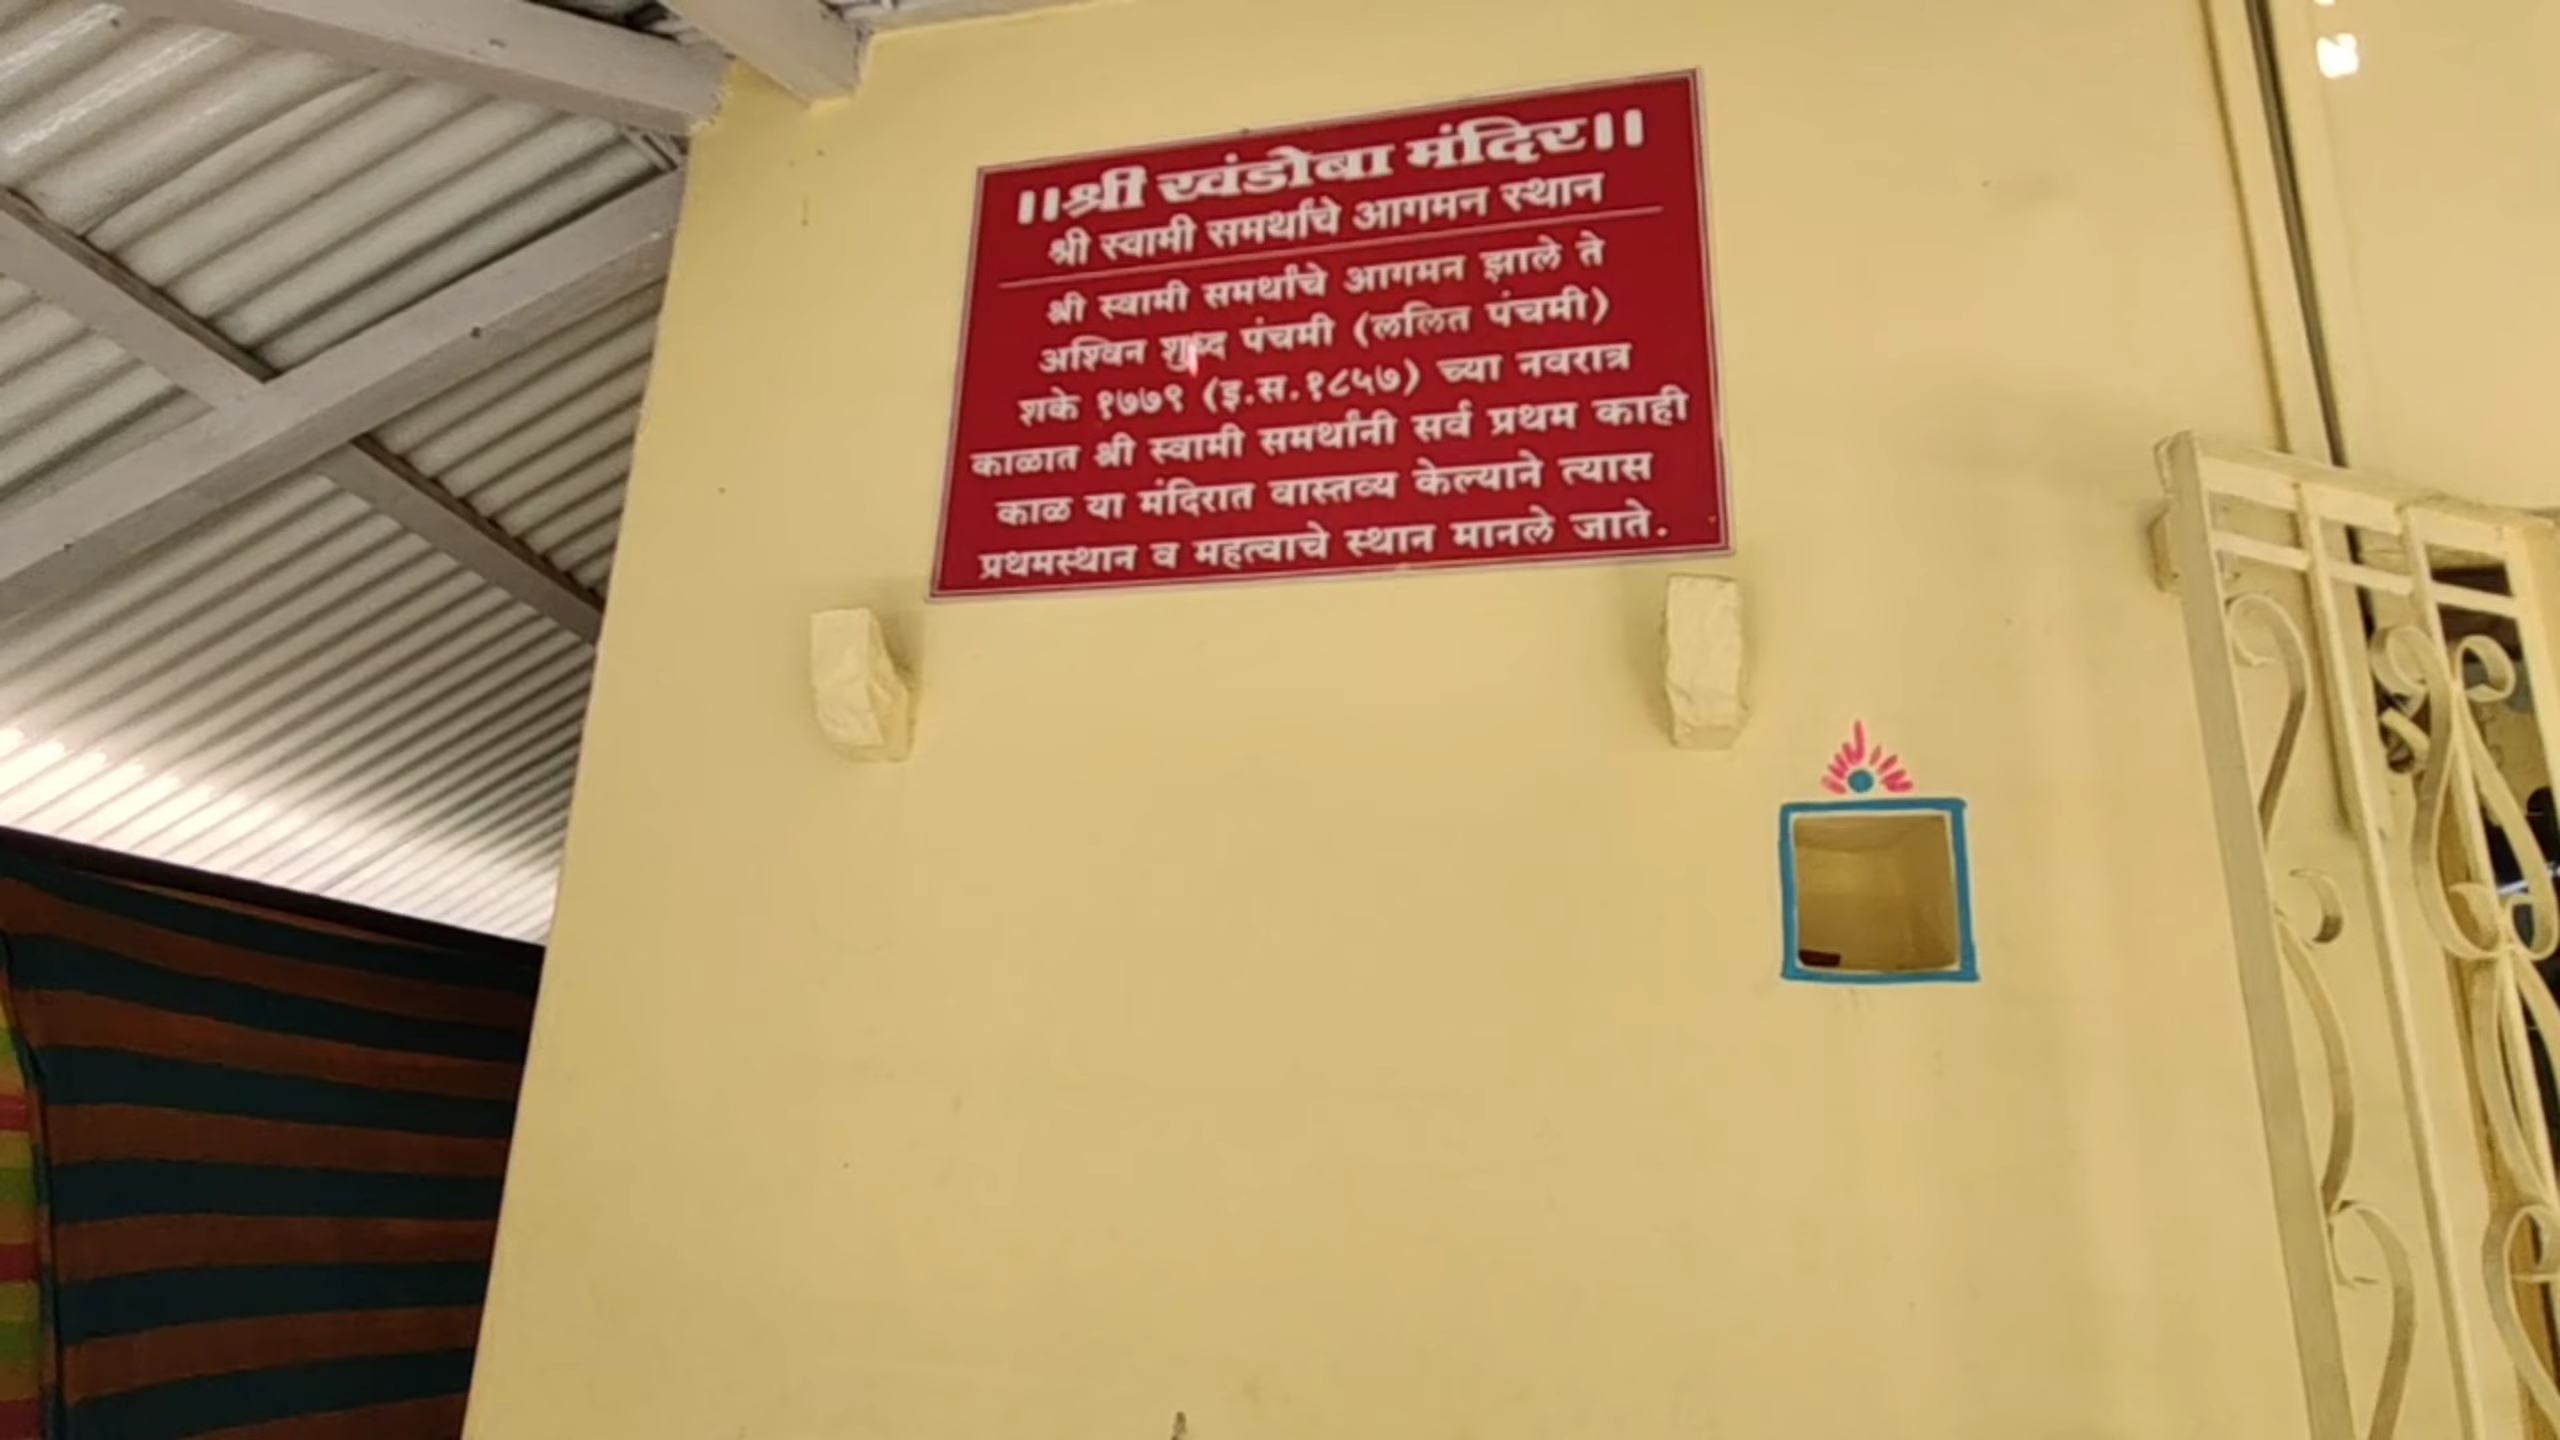 ॥श्री खंडोबा मंदिर॥
श्री स्वामी समर्थांचे आगमन स्थान
श्री स्वामी समर्थांचे आगमन झाले ते
अश्विन शुध्द पंचमी (ललित पंचमी)
शके १७७९ (इ.स.१८५७) च्या नवरात्र
काळात श्री स्वामी समर्थांनी सर्व प्रथम काही
काळ या मंदिरात वास्तव्य केल्याने त्यास
प्रथमस्थान व महत्वाचे स्थान मानले जाते.